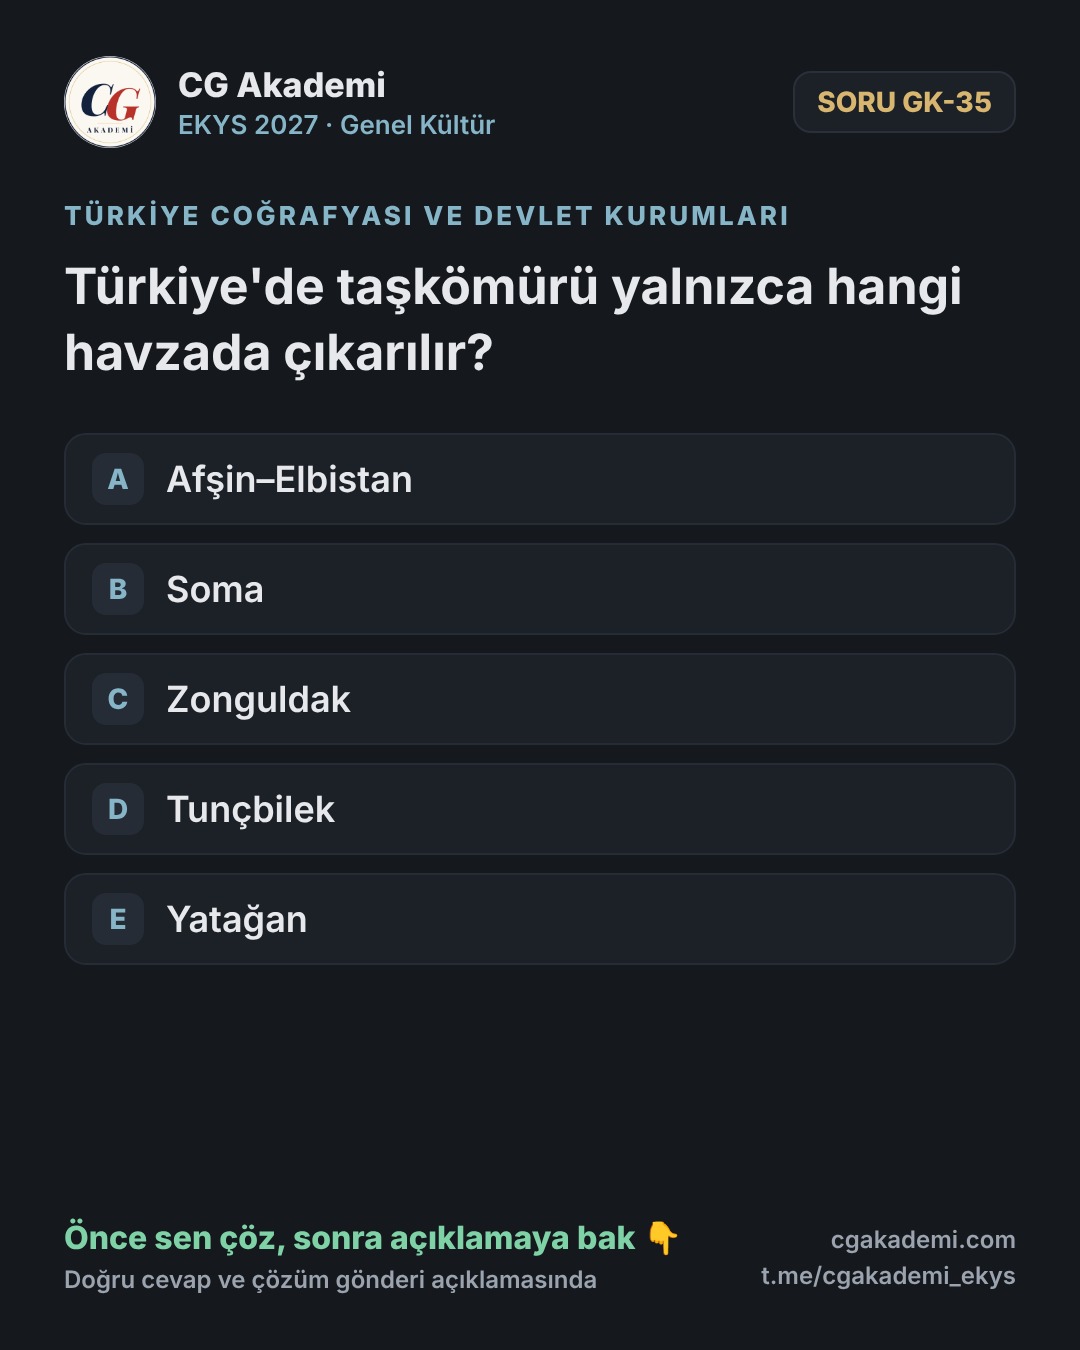 CG
AKADEMİ
CG Akademi
EKYS 2027 · Genel Kültür
SORU GK-35
TÜRKİYE COĞRAFYASI VE DEVLET KURUMLARI
Türkiye'de taşkömürü yalnızca hangi
havzada çıkarılır?
A Afşin–Elbistan
B Soma
C Zonguldak
D Tunçbilek
E Yatağan
Önce sen çöz, sonra açıklamaya bak 👇
Doğru cevap ve çözüm gönderi açıklamasında
cgakademi.com
t.me/cgakademi_ekys